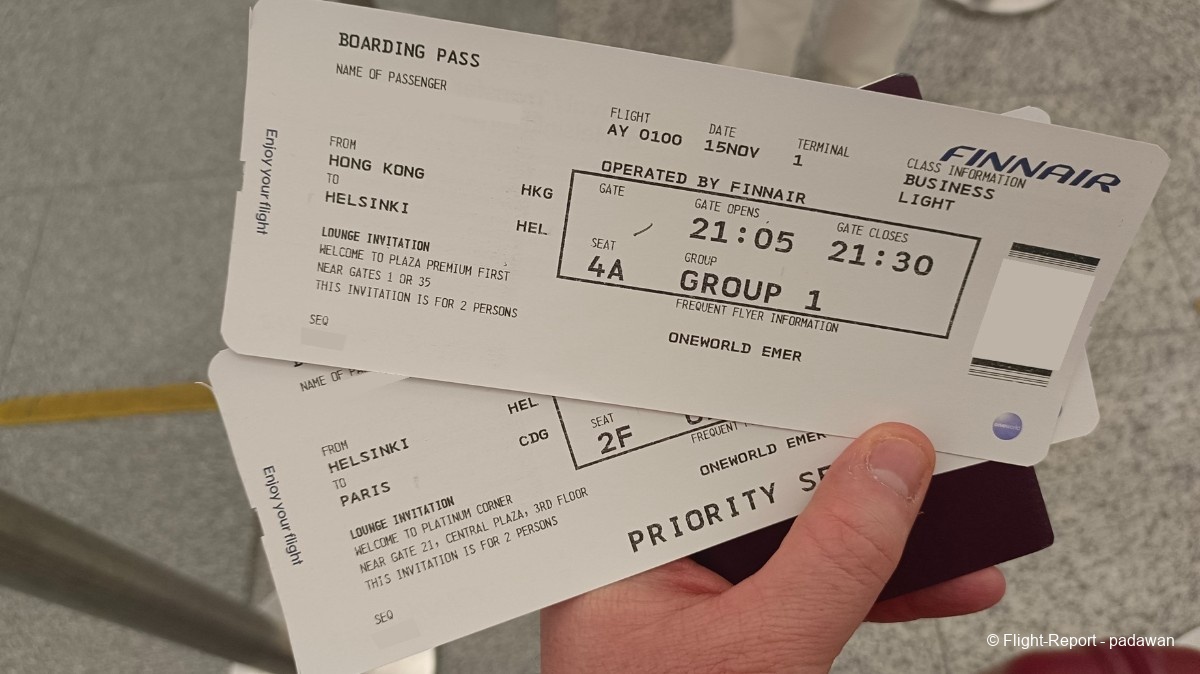 BOARDING PASS
NAME OF PASSENGER
FROM
HONG KONG HKG
TO
HELSINKI HEL
LOUNGE INVITATION
WELCOME TO PLAZA PREMIUM FIRST
NEAR GATES 1 OR 35
THIS INVITATION IS FOR 2 PERSONS
SEQ
Enjoy your flight
FLIGHT DATE TERMINAL
AY 0100 15NOV 1
OPERATED BY FINNAIR
GATE GATE OPENS GATE CLOSES
21:05 21:30
SEAT GROUP
4A GROUP 1
FREQUENT FLYER INFORMATION
ONEWORLD EMER
FINNAIR
CLASS INFORMATION
BUSINESS
LIGHT
NAME OF
FROM
HELSINKI HEL
TO
PARIS CDG
LOUNGE INVITATION
WELCOME TO PLATINUM CORNER
NEAR GATE 21, CENTRAL PLAZA, 3RD FLOOR
THIS INVITATION IS FOR 2 PERSONS
SEQ
Enjoy your flight
SEAT
2F
FREQUENT
ONEWORLD EMER
PRIORITY
© Flight-Report - padawan